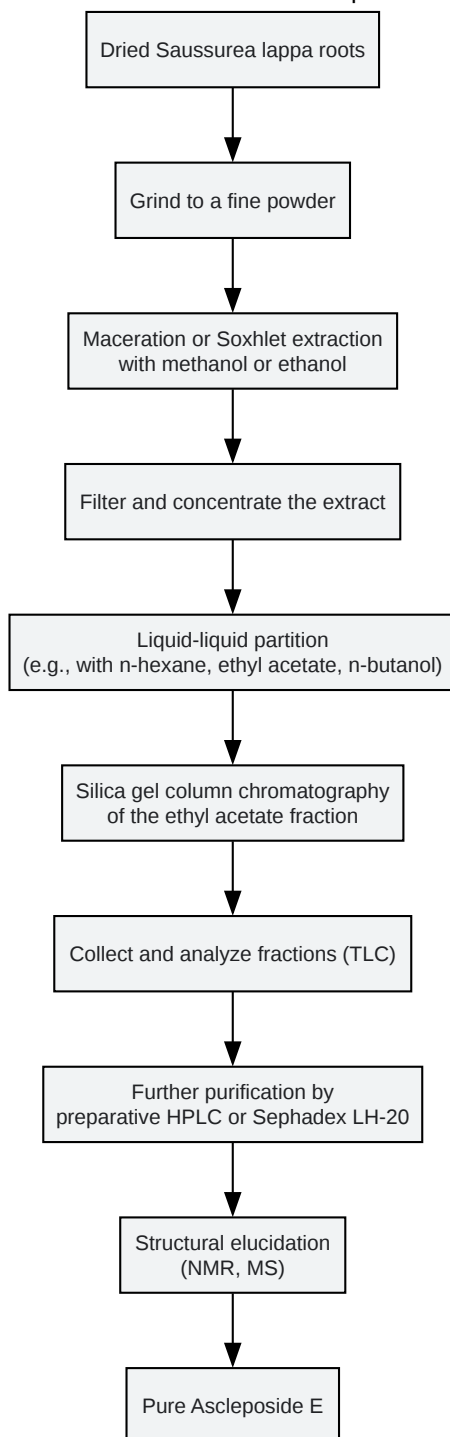 Dried Saussurea lappa roots
Grind to a fine powder
Maceration or Soxhlet extraction
with methanol or ethanol
Filter and concentrate the extract
Liquid-liquid partition
(e.g., with n-hexane, ethyl acetate, n-butanol)
Silica gel column chromatography
of the ethyl acetate fraction
Collect and analyze fractions (TLC)
Further purification by
preparative HPLC or Sephadex LH-20
Structural elucidation
(NMR, MS)
Pure Ascleposide E